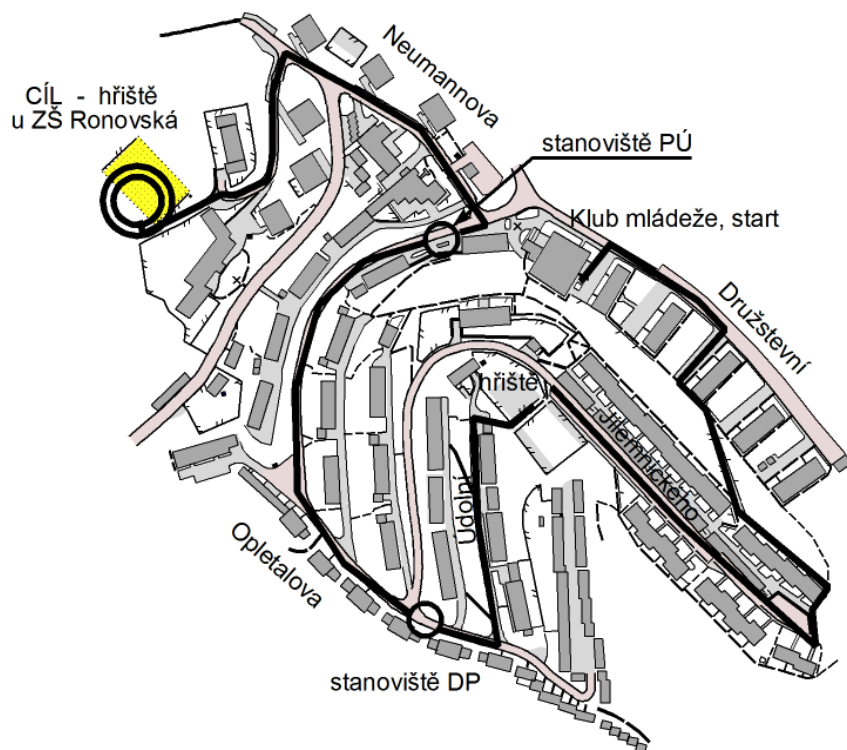 Neumannova
CÍL - hřiště
u ZŠ Ronovská
stanoviště PÚ
Klub mládeže, start
Družstevní
hřiště
Jilemnického
Údolní
Opletalova
stanoviště DP